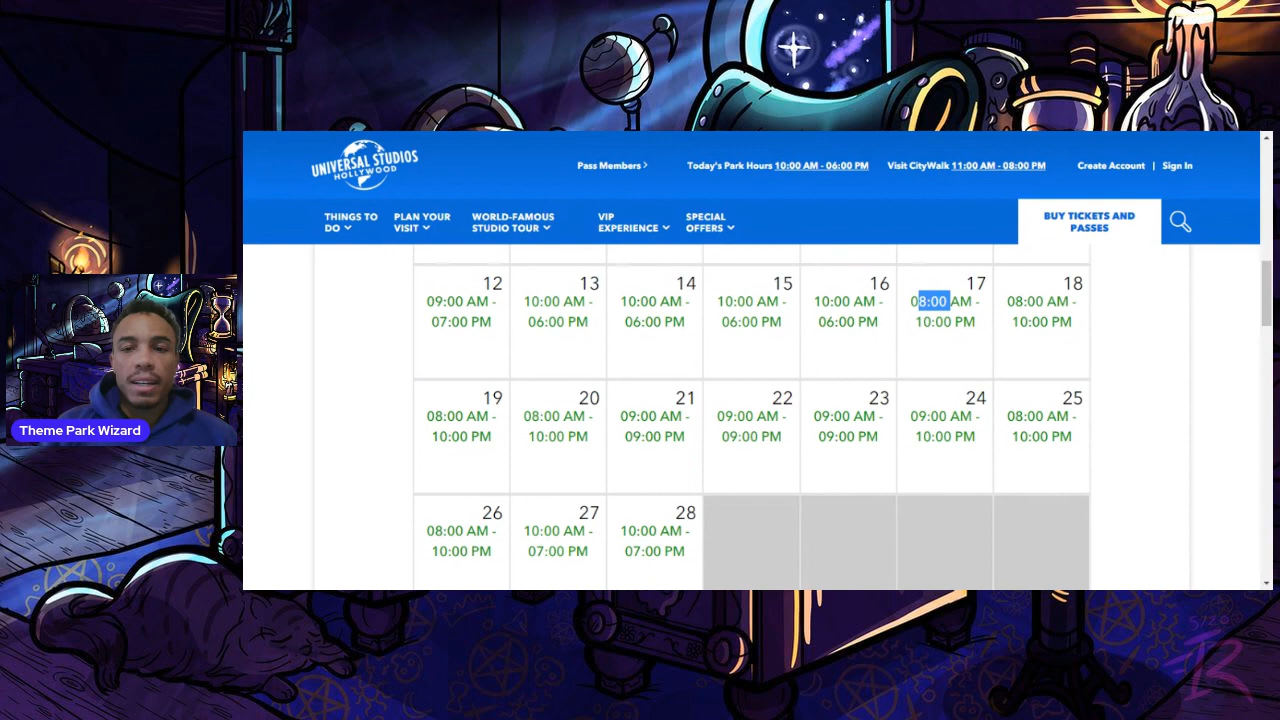 UNIVERSAL STUDIOS
HOLLYWOOD
Pass Members
Today's Park Hours 10:00 AM - 06:00 PM
Visit CityWalk 11:00 AM - 08:00 PM
Create Account | Sign In
THINGS TO
DO
PLAN YOUR
VISIT
WORLD-FAMOUS
STUDIO TOUR
VIP
EXPERIENCE
SPECIAL
OFFERS
BUY TICKETS AND
PASSES
12
09:00 AM -
07:00 PM
13
10:00 AM -
06:00 PM
14
10:00 AM -
06:00 PM
15
10:00 AM -
06:00 PM
16
10:00 AM -
06:00 PM
17
08:00 AM -
10:00 PM
18
08:00 AM -
10:00 PM
19
08:00 AM -
10:00 PM
20
08:00 AM -
10:00 PM
21
09:00 AM -
09:00 PM
22
09:00 AM -
09:00 PM
23
09:00 AM -
09:00 PM
24
09:00 AM -
10:00 PM
25
08:00 AM -
10:00 PM
26
08:00 AM -
10:00 PM
27
10:00 AM -
07:00 PM
28
10:00 AM -
07:00 PM
Theme Park Wizard